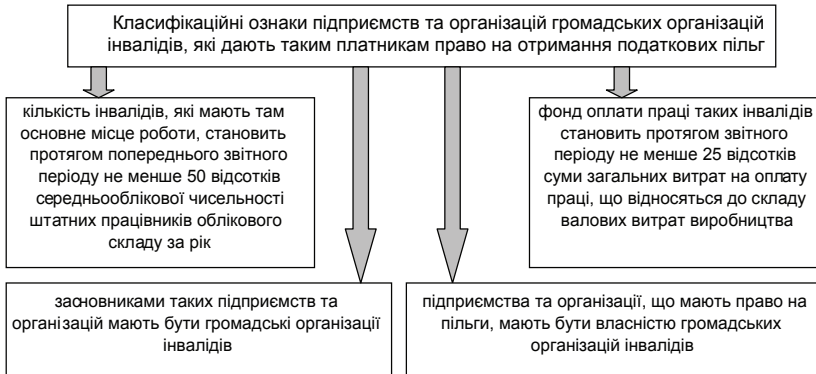 Класифікаційні ознаки підприємств та організацій громадських організацій
інвалідів, які дають таким платникам право на отримання податкових пільг
кількість інвалідів, які мають там
основне місце роботи, становить
протягом попереднього звітного
періоду не менше 50 відсотків
середньооблікової чисельності
штатних працівників облікового
складу за рік
фонд оплати праці таких інвалідів
становить протягом звітного
періоду не менше 25 відсотків
суми загальних витрат на оплату
праці, що відносяться до складу
валових витрат виробництва
засновниками таких підприємств та
організацій мають бути громадські організації
інвалідів
підприємства та організації, що мають право на
пільги, мають бути власністю громадських
організацій інвалідів